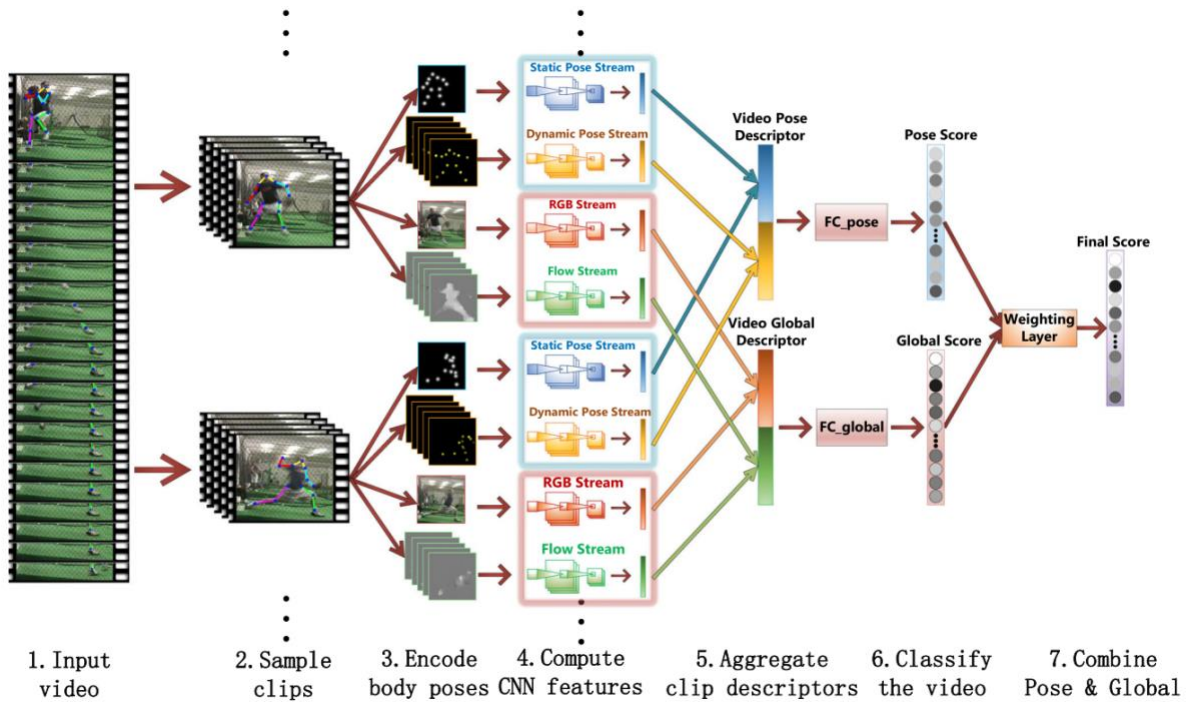 Static Pose Stream
Dynamic Pose Stream
RGB Stream
Flow Stream
Static Pose Stream
Dynamic Pose Stream
RGB Stream
Flow Stream
Video Pose
Descriptor
Video Global
Descriptor
FC_pose
FC_global
Pose Score
Global Score
Weighting
Layer
Final Score
1. Input
video
2. Sample
clips
3. Encode
body poses
4. Compute
CNN features
5. Aggregate
clip descriptors
6. Classify
the video
7. Combine
Pose & Global